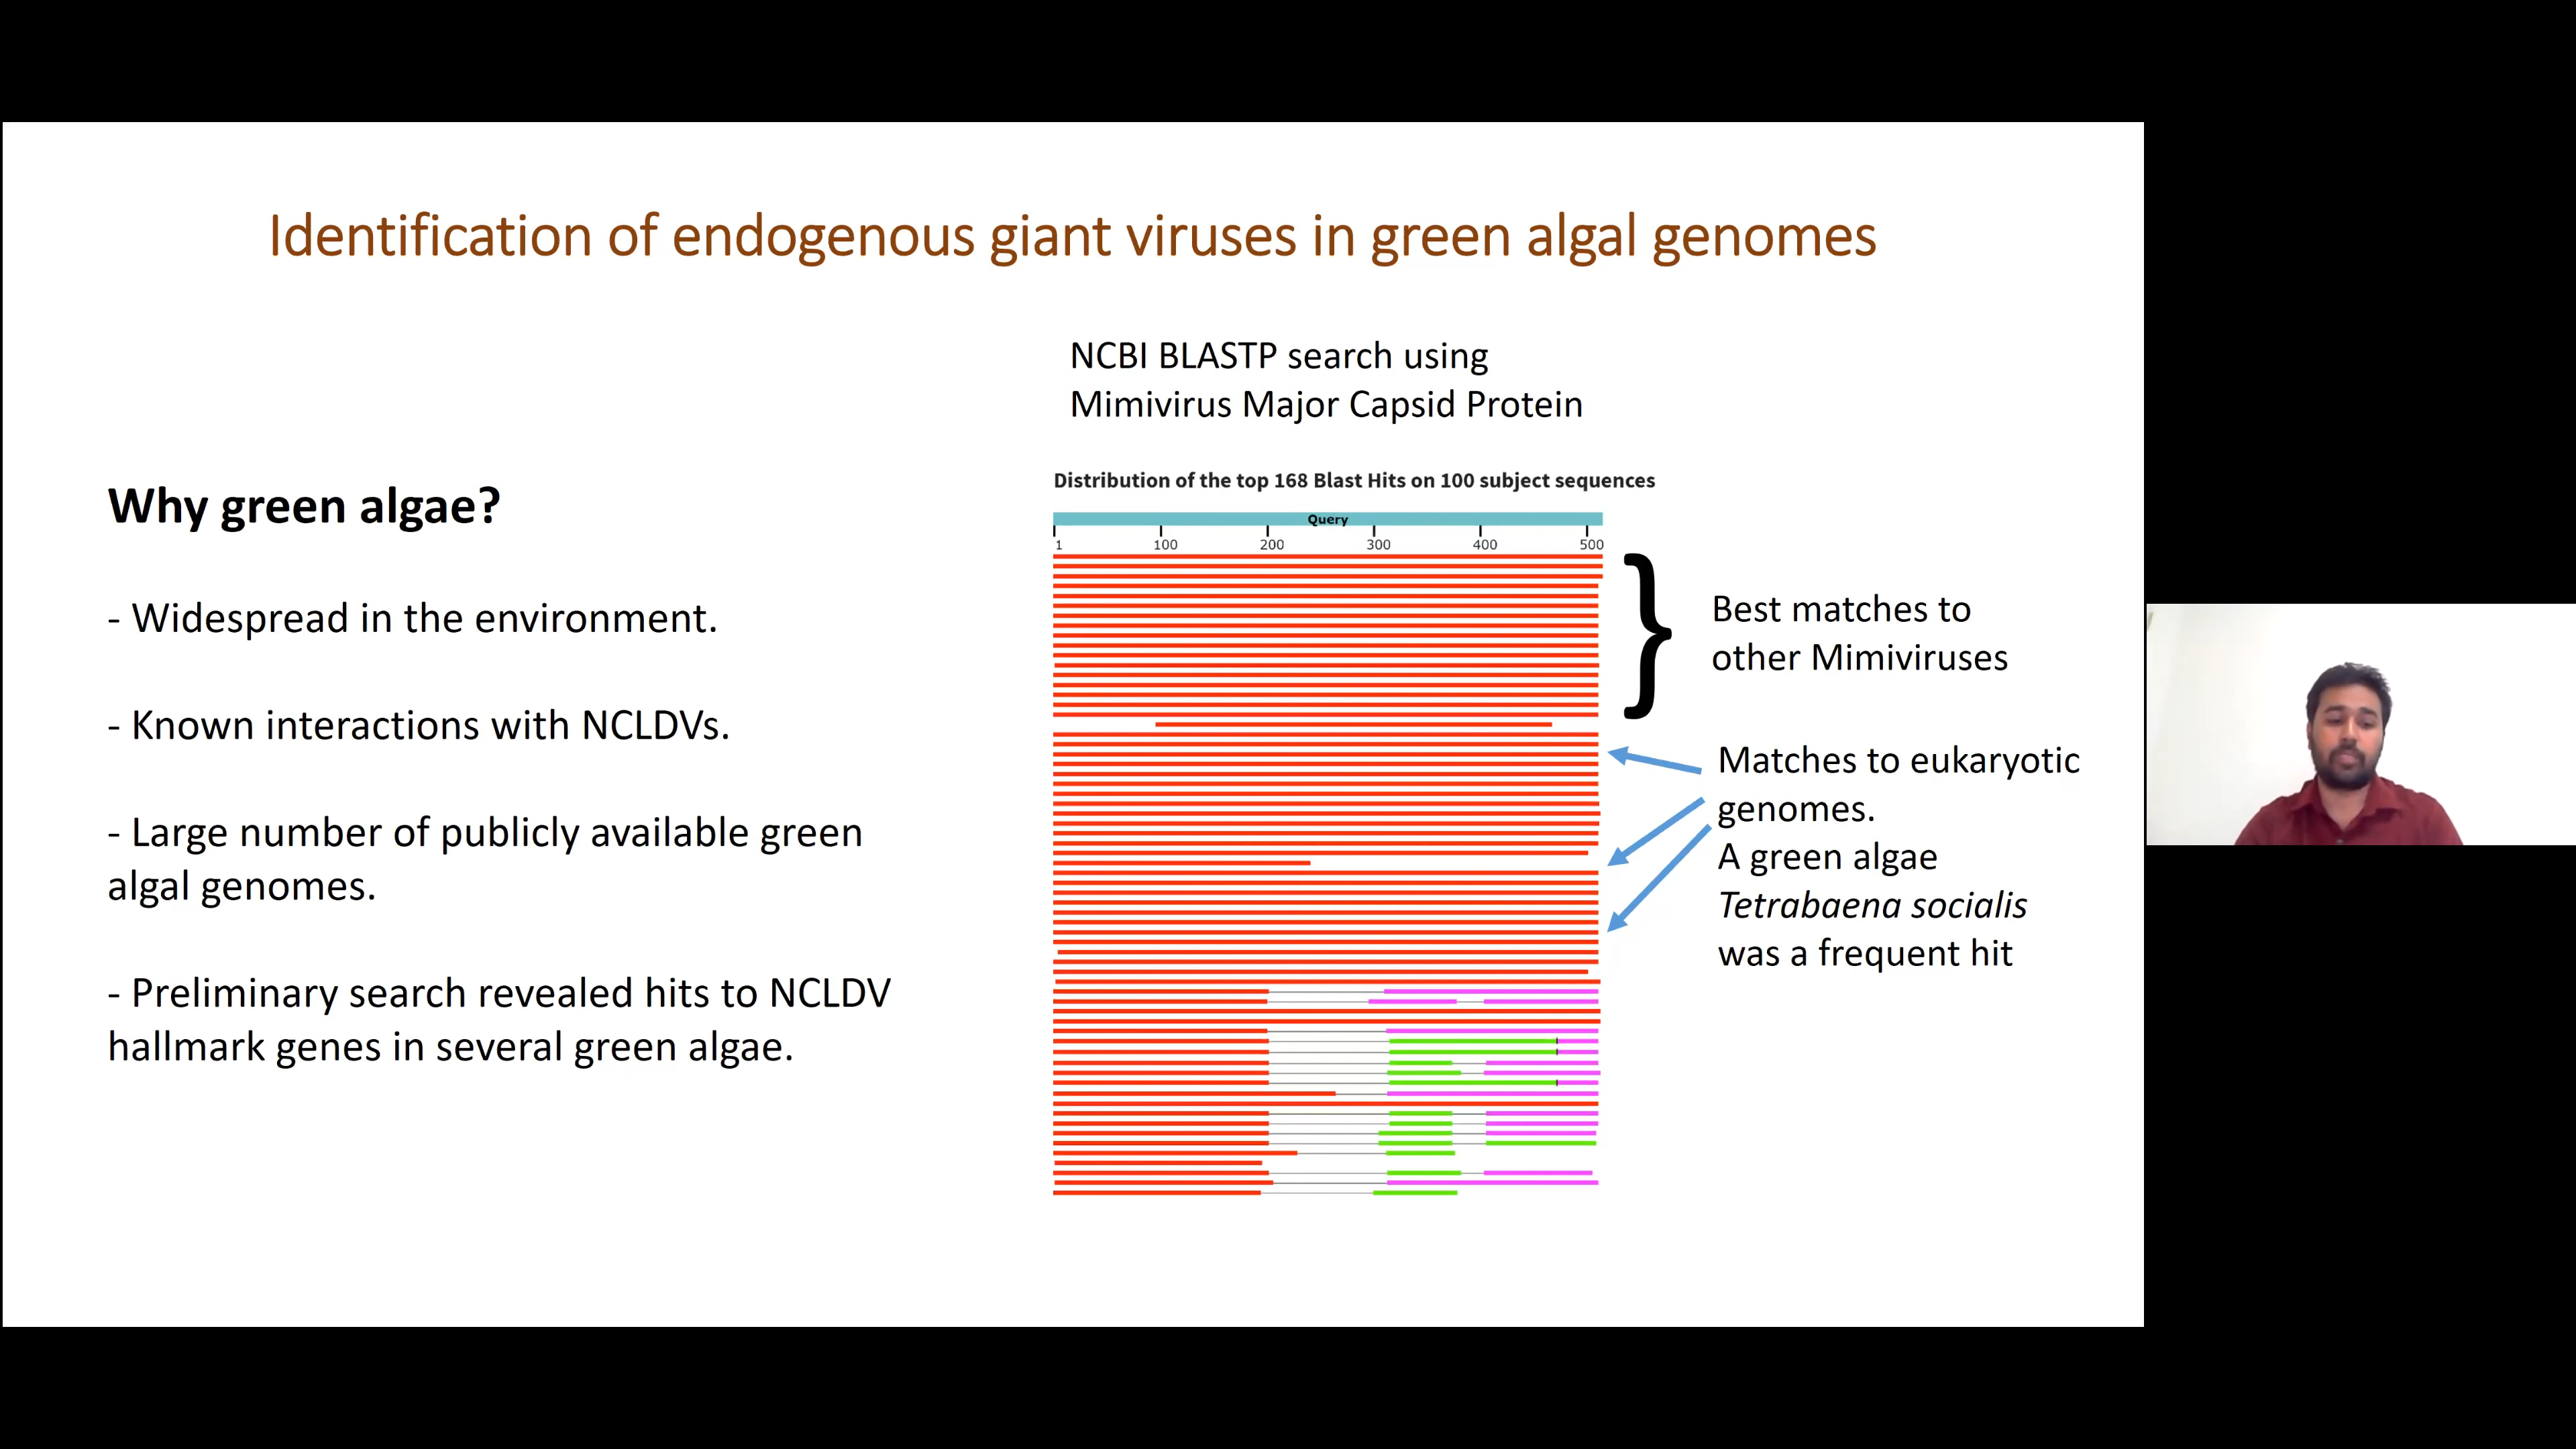 Identification of endogenous giant viruses in green algal genomes
NCBI BLASTP search using
Mimivirus Major Capsid Protein
Why green algae?
- Widespread in the environment.
- Known interactions with NCLDVs.
- Large number of publicly available green
algal genomes.
- Preliminary search revealed hits to NCLDV
hallmark genes in several green algae.
Distribution of the top 168 Blast Hits on 100 subject sequences
Query
1 100 200 300 400 500
Best matches to
other Mimiviruses
Matches to eukaryotic
genomes.
A green algae
Tetrabaena socialis
was a frequent hit